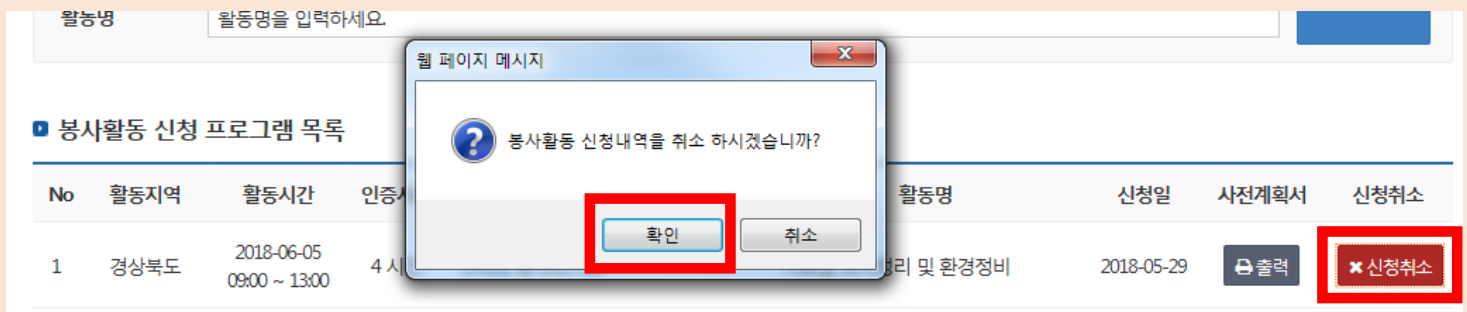 활동명 활동명을 입력하세요.
웹 페이지 메시지
봉사활동 신청내역을 취소 하시겠습니까?
확인 취소
봉사활동 신청 프로그램 목록
No 활동지역 활동시간 활동명 신청일 사전계획서 신청취소
1 경상북도 2018-06-05 09:00 ~ 13:00 4 시 및 환경정비 2018-05-29 출력 신청취소